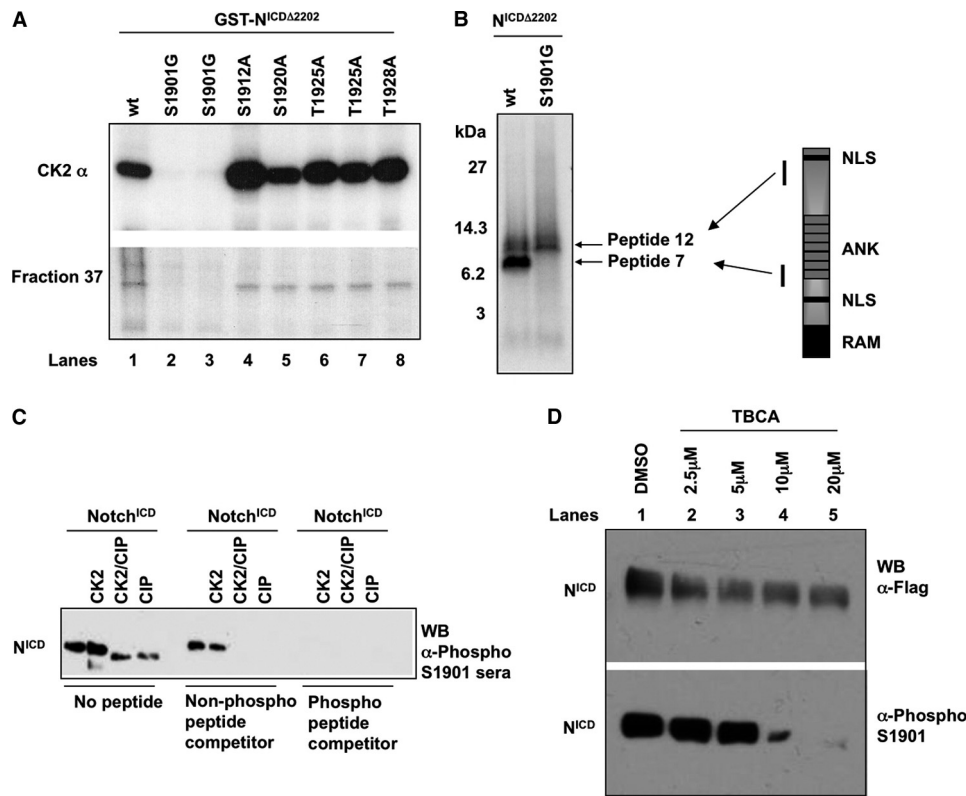 A
GST-N^ICDΔ2202
wt
S1901G
S1901G
S1912A
S1920A
T1925A
T1925A
T1928A
CK2 α
Fraction 37
Lanes 1 2 3 4 5 6 7 8
B
N^ICDΔ2202
wt
S1901G
kDa
27
14.3
6.2
3
Peptide 12
Peptide 7
NLS
ANK
NLS
RAM
C
Notch^ICD Notch^ICD Notch^ICD
CK2 CK2/CIP CIP CK2 CK2/CIP CIP CK2 CK2/CIP CIP
N^ICD
WB
α-Phospho
S1901 sera
No peptide
Non-phospho
peptide
competitor
Phospho
peptide
competitor
D
TBCA
DMSO
2.5μM
5μM
10μM
20μM
Lanes 1 2 3 4 5
N^ICD
WB
α-Flag
N^ICD
α-Phospho
S1901